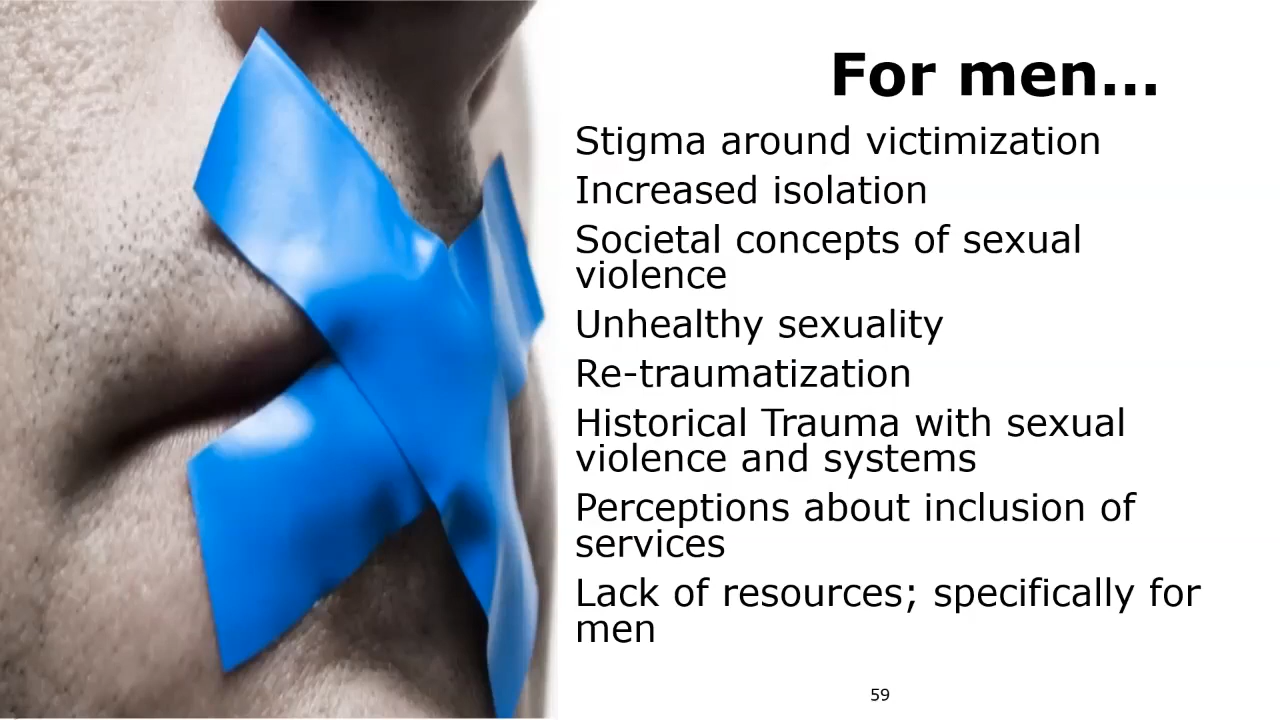 For men...
Stigma around victimization
Increased isolation
Societal concepts of sexual
violence
Unhealthy sexuality
Re-traumatization
Historical Trauma with sexual
violence and systems
Perceptions about inclusion of
services
Lack of resources; specifically for
men
59